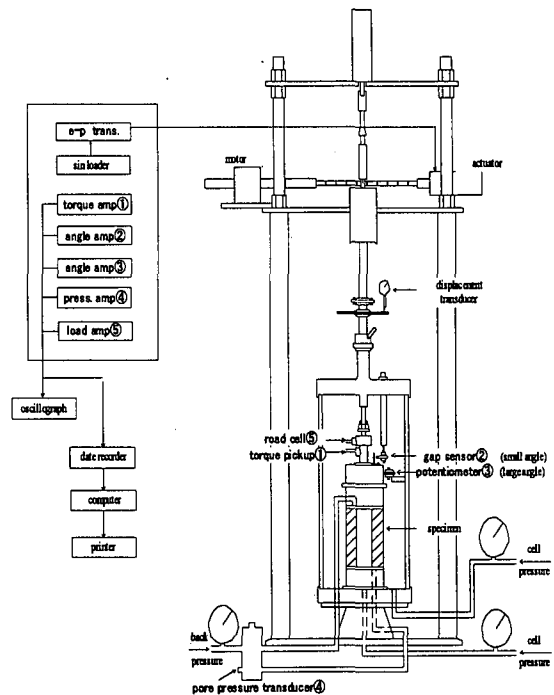 e-p trans.
sin loader
torque amp①
angle amp②
angle amp③
press. amp④
load amp⑤
oscillograph
date recorder
computer
printer
motor
actuator
displacement
transducer
road cell⑤
torque pickup①
gap sensor② (small angle)
potentiometer③ (large angle)
specimen
cell
pressure
back
pressure
cell
pressure
pore pressure transducer④